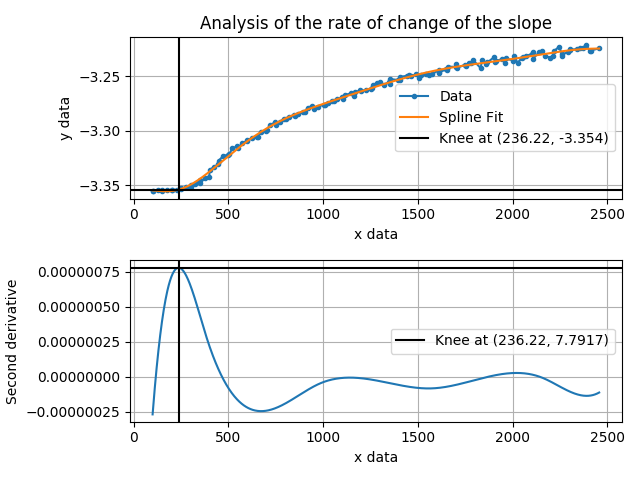 Analysis of the rate of change of the slope
y data
−3.25
−3.30
−3.35
Data
Spline Fit
Knee at (236.22, -3.354)
0 500 1000 1500 2000 2500
x data
Second derivative
0.00000075
0.00000050
0.00000025
0.00000000
−0.00000025
Knee at (236.22, 7.7917)
0 500 1000 1500 2000 2500
x data